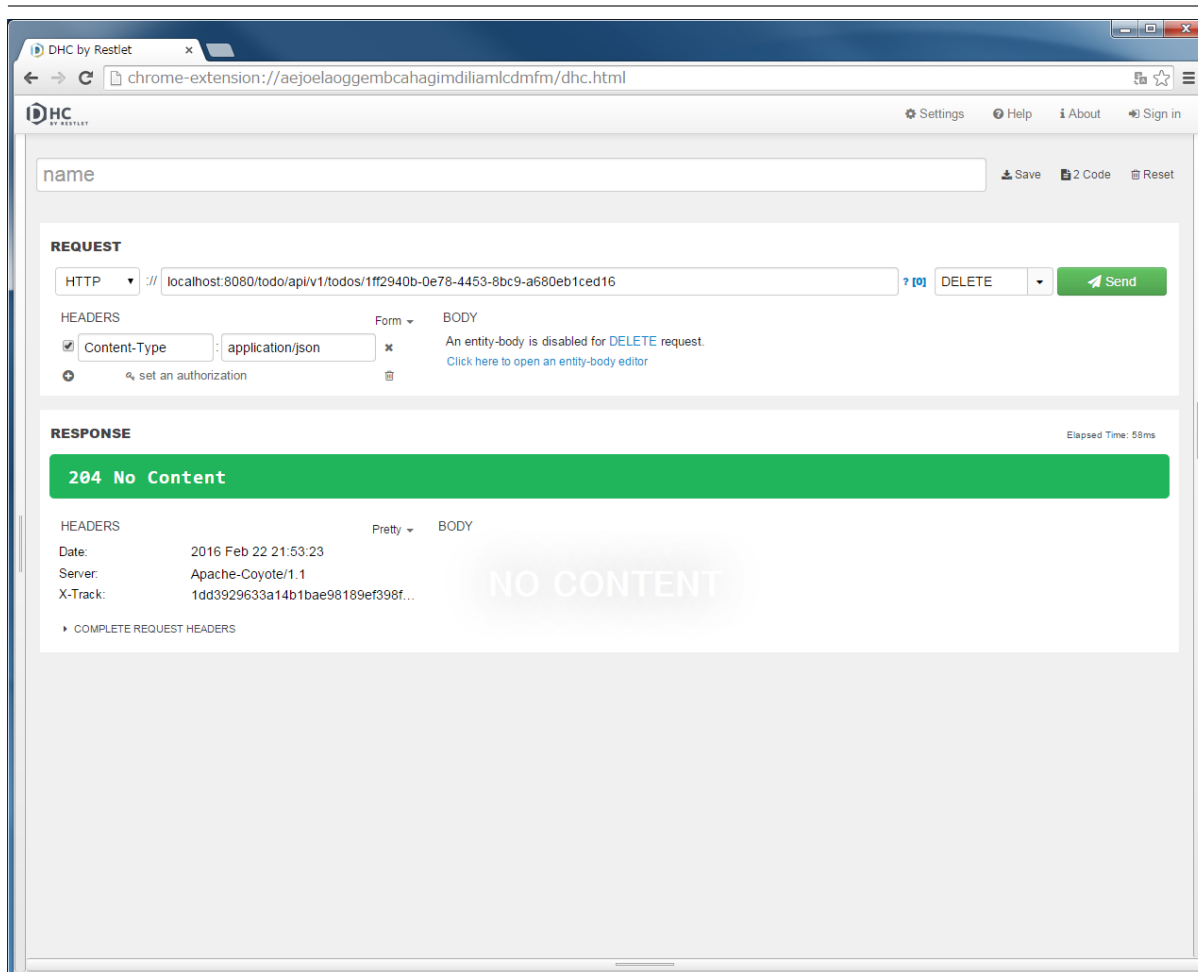 DHC by Restlet
chrome-extension://aejoelaoggembcahagimdiliamlcdmfm/dhc.html
DHC BY RESTLET
Settings Help About Sign in
name
Save 2 Code Reset
REQUEST
HTTP :// localhost:8080/todo/api/v1/todos/1ff2940b-0e78-4453-8bc9-a680eb1ced16 ? [0] DELETE Send
HEADERS Form BODY
Content-Type : application/json An entity-body is disabled for DELETE request.
Click here to open an entity-body editor
set an authorization
RESPONSE Elapsed Time: 58ms
204 No Content
HEADERS Pretty BODY
Date: 2016 Feb 22 21:53:23
Server: Apache-Coyote/1.1
X-Track: 1dd3929633a14b1bae98189ef398f...
NO CONTENT
COMPLETE REQUEST HEADERS